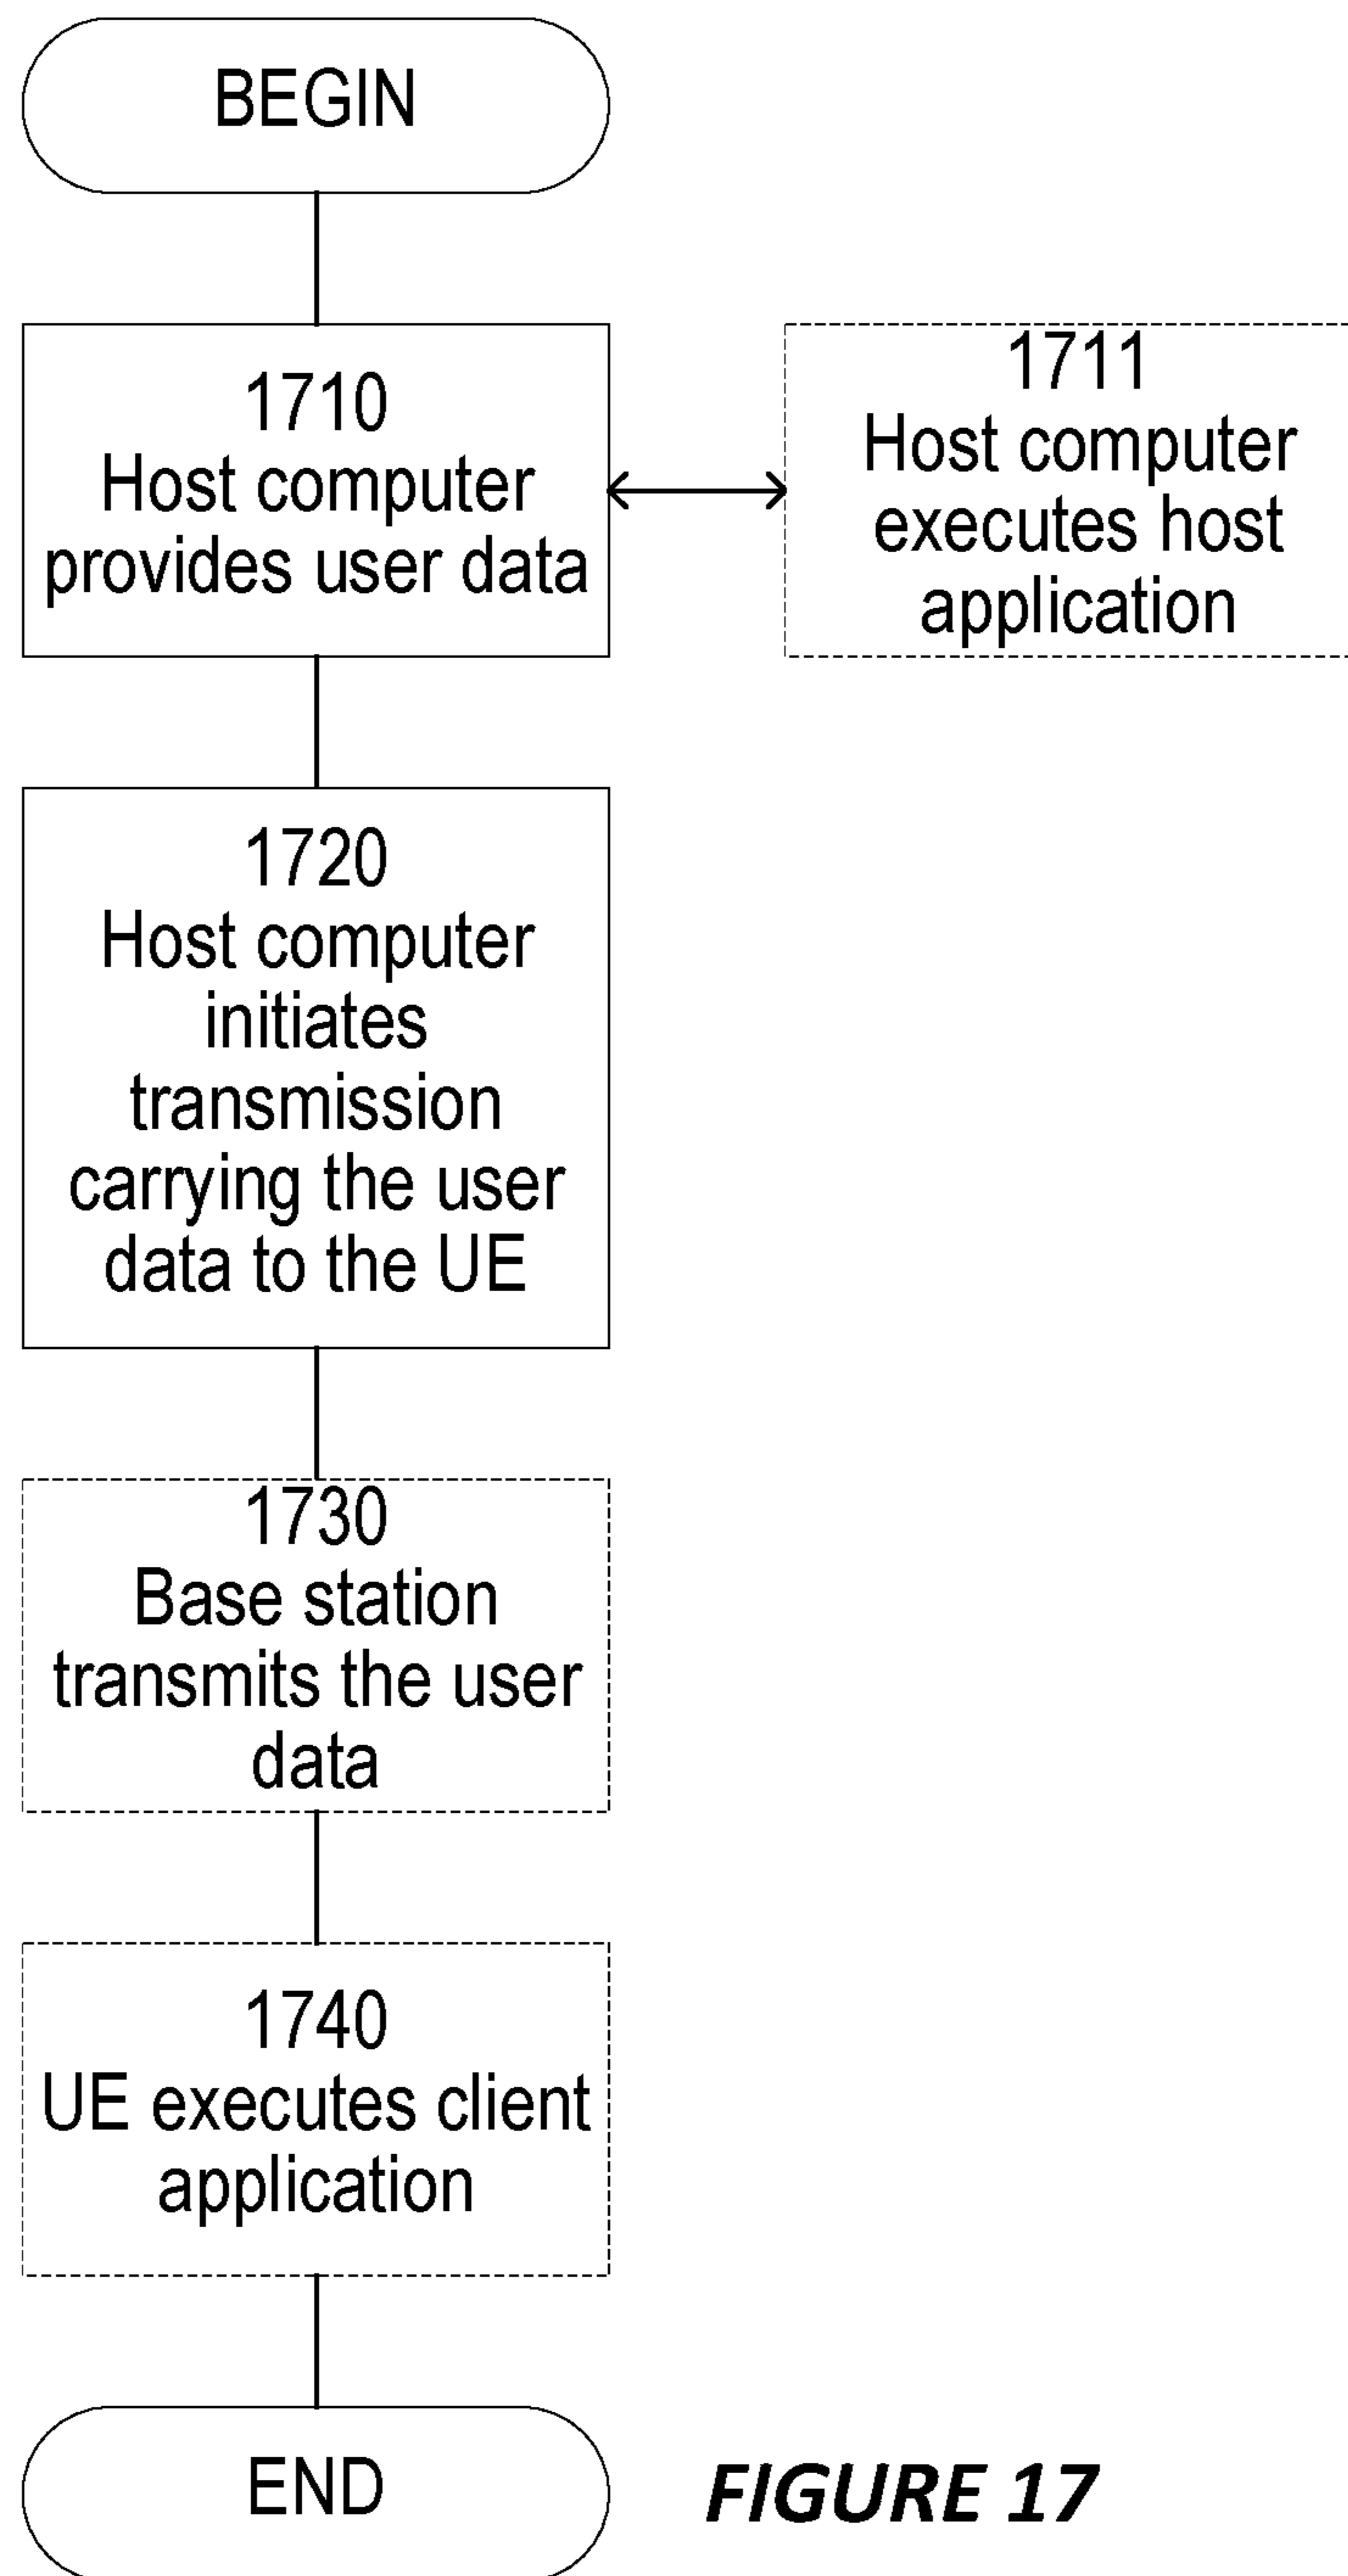 BEGIN
1710
Host computer
provides user data
1711
Host computer
executes host
application
1720
Host computer
initiates
transmission
carrying the user
data to the UE
1730
Base station
transmits the user
data
1740
UE executes client
application
END
FIGURE 17